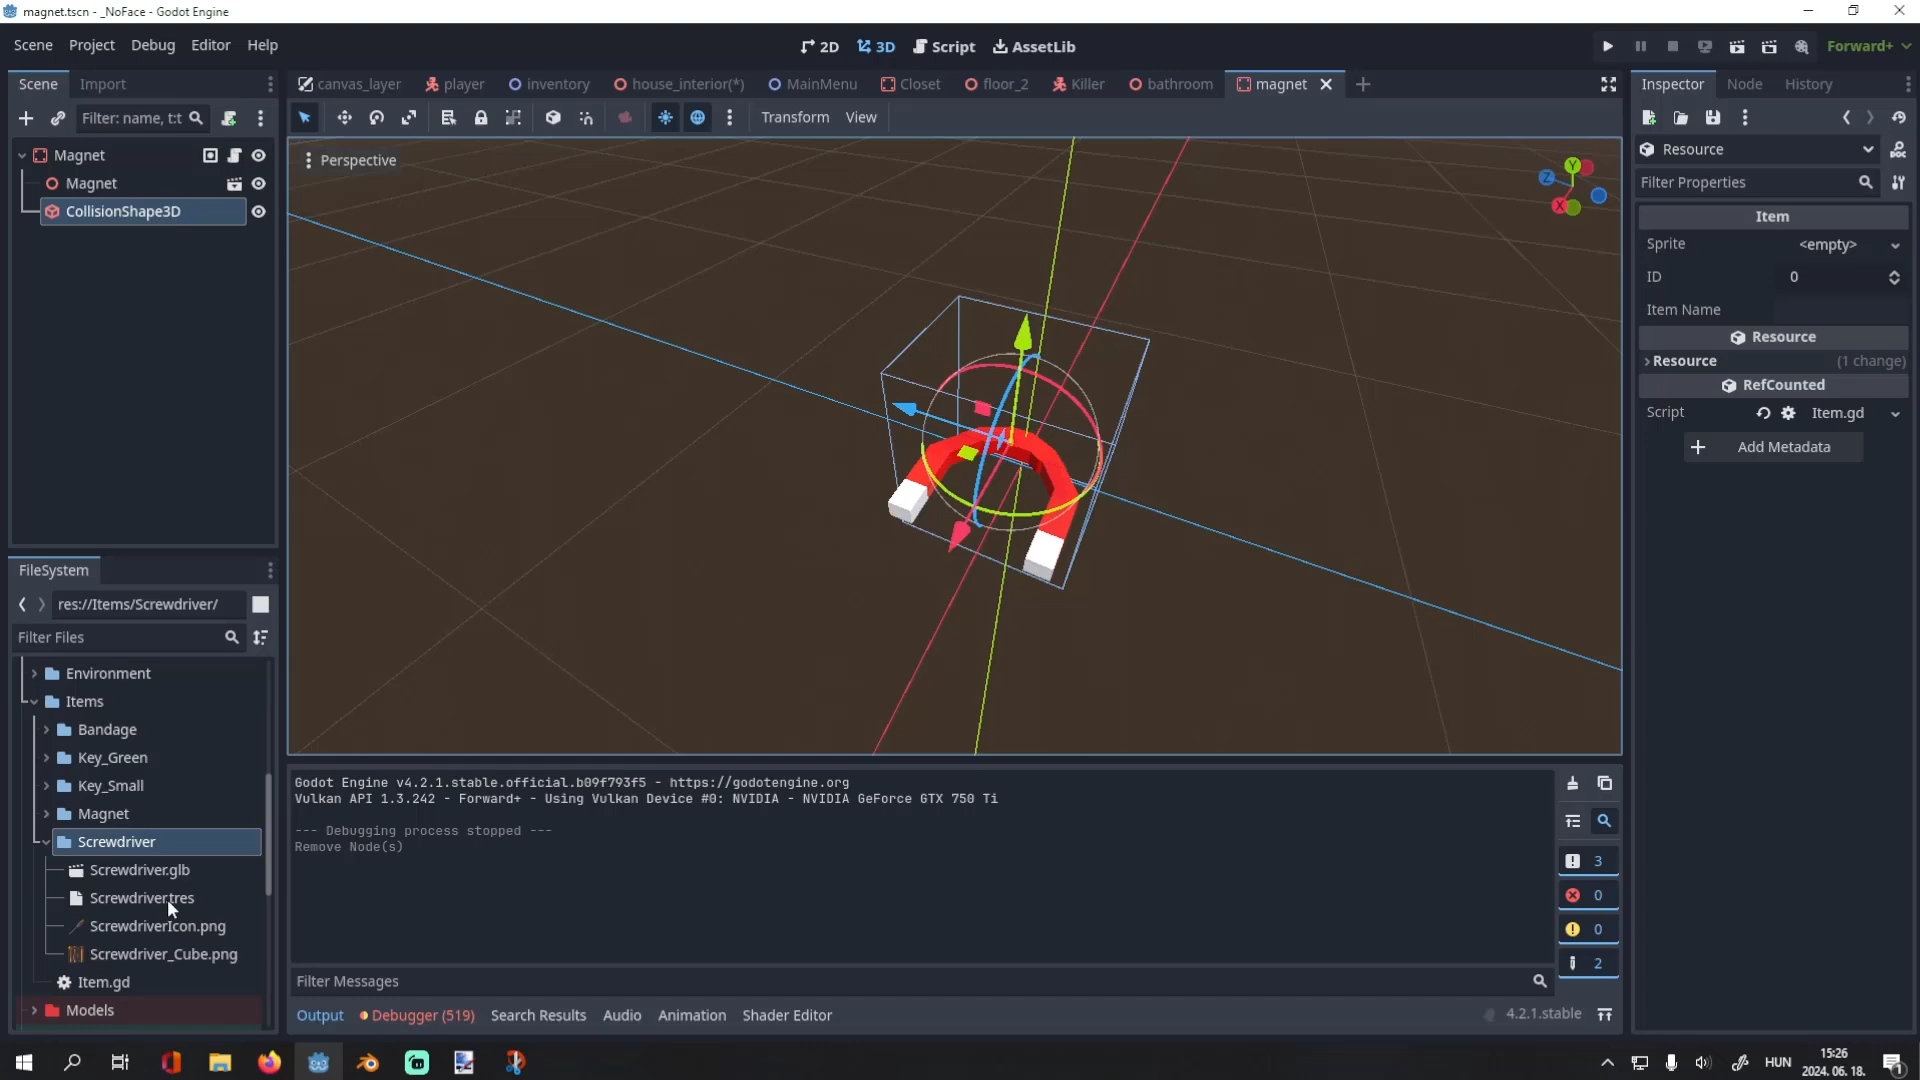 magnet.tscn - _NoFace - Godot Engine
Scene Project Debug Editor Help
2D 3D Script AssetLib
Forward+
Scene Import
canvas_layer player inventory house_interior(*) MainMenu Closet floor_2 Killer bathroom magnet
Inspector Node History
Filter: name, t:t
Transform View
Resource
Filter Properties
Magnet
Magnet
CollisionShape3D
Perspective
Y
Z
X
Item
Sprite <empty>
ID 0
Item Name
Resource
Resource (1 change)
RefCounted
Script Item.gd
Add Metadata
FileSystem
res://Items/Screwdriver/
Filter Files
Environment
Items
Bandage
Key_Green
Key_Small
Magnet
Screwdriver
Screwdriver.glb
Screwdriver.tres
ScrewdriverIcon.png
Screwdriver_Cube.png
Item.gd
Models
Godot Engine v4.2.1.stable.official.b09f793f5 - https://godotengine.org
Vulkan API 1.3.242 - Forward+ - Using Vulkan Device #0: NVIDIA - NVIDIA GeForce GTX 750 Ti
--- Debugging process stopped ---
Remove Node(s)
3
0
0
2
Filter Messages
Output Debugger (519) Search Results Audio Animation Shader Editor
4.2.1.stable
HUN
15:26
2024. 06. 18.
1